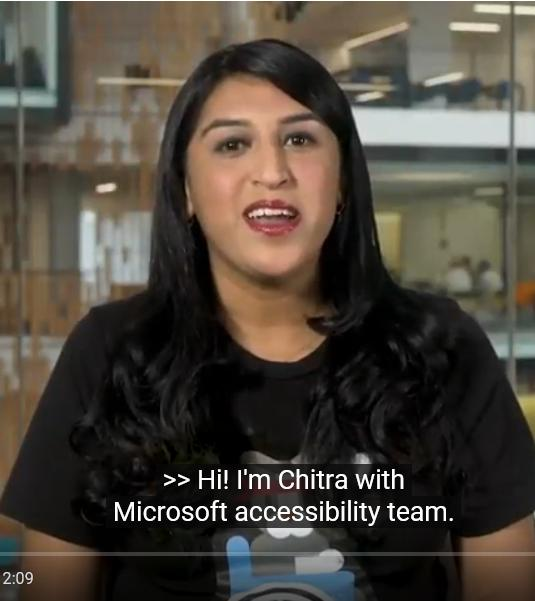 >> Hi! I'm Chitra with
Microsoft accessibility team.
2:09